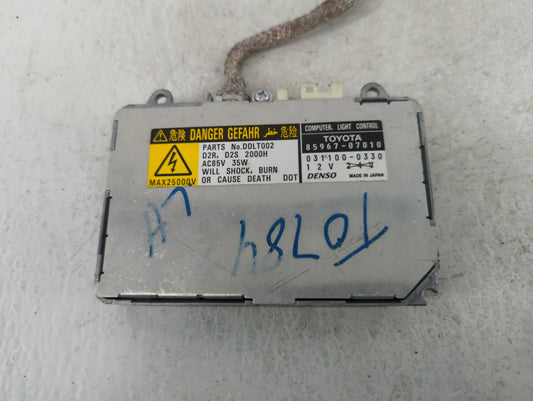 危険 DANGER GEFAHR خطر 危险
PARTS No.DDLT002
D2R, D2S 2000H
AC85V 35W
WILL SHOCK, BURN
OR CAUSE DEATH DOT
MAX25000V
COMPUTER, LIGHT CONTROL
TOYOTA
85967-07010
031100-0330
12V
DENSO MADE IN JAPAN
TO784